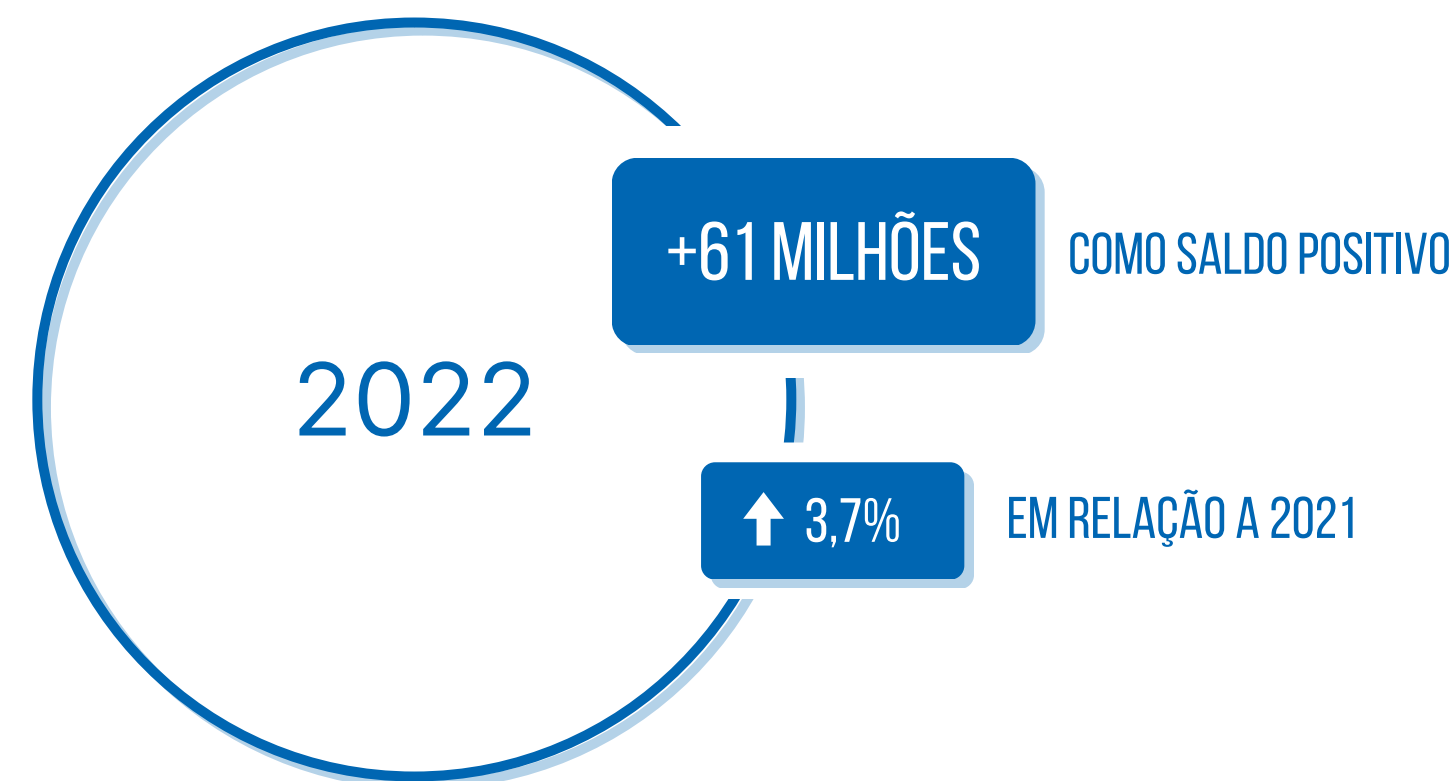 2022
+61 MILHÕES
COMO SALDO POSITIVO
3,7%
EM RELAÇÃO A 2021